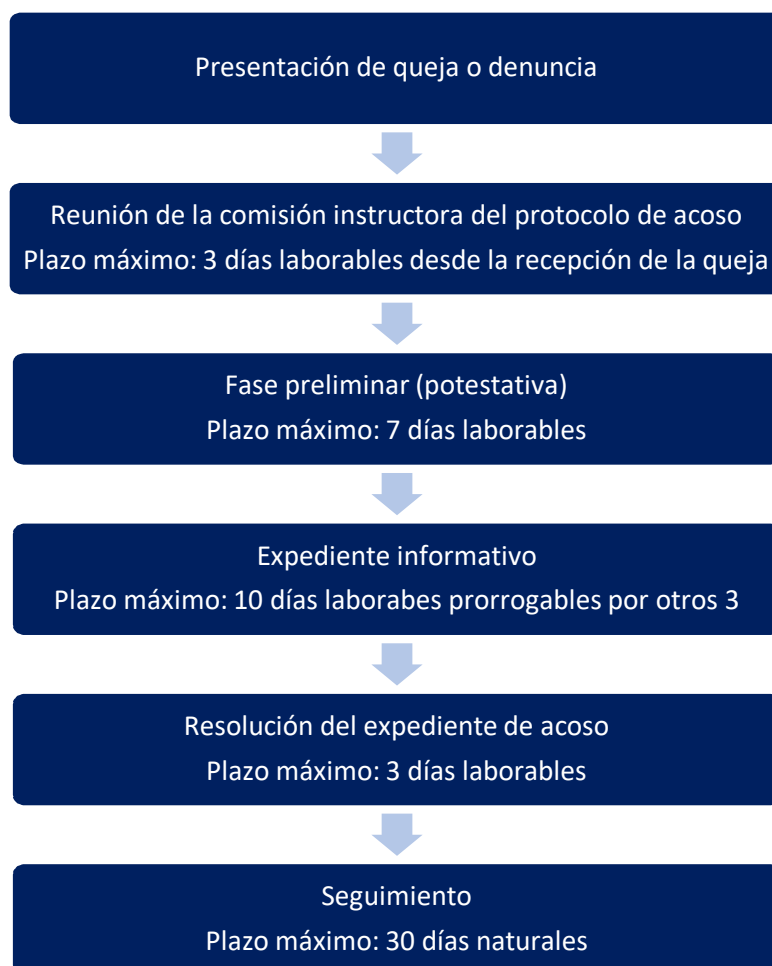 Presentación de queja o denuncia
Reunión de la comisión instructora del protocolo de acoso
Plazo máximo: 3 días laborables desde la recepción de la queja
Fase preliminar (potestativa)
Plazo máximo: 7 días laborables
Expediente informativo
Plazo máximo: 10 días laborabes prorrogables por otros 3
Resolución del expediente de acoso
Plazo máximo: 3 días laborables
Seguimiento
Plazo máximo: 30 días naturales